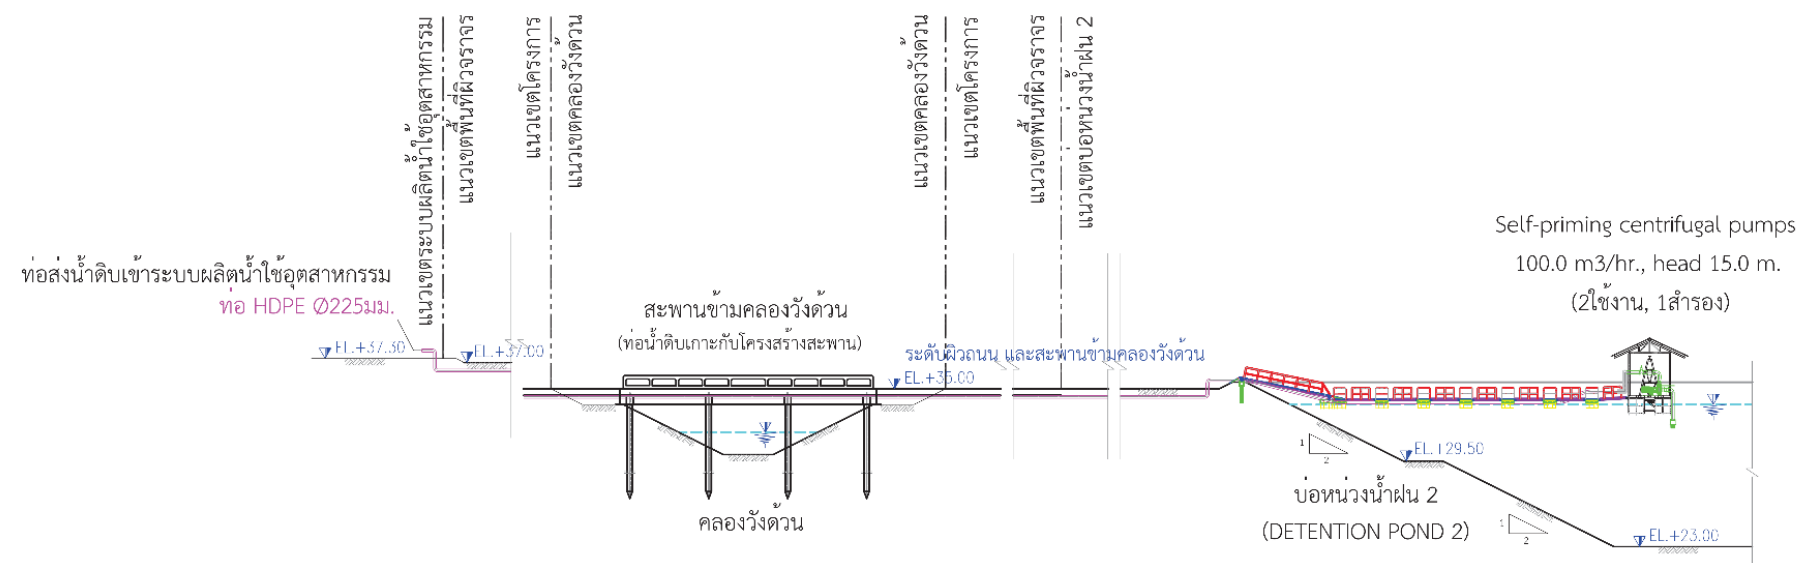 แนวเขตระบบผลิตน้ำใช้อุตสาหกรรม
แนวเขตพื้นที่ผิวจราจร
แนวเขตโครงการ
แนวเขตคลองวังด้วน
แนวเขตคลองวังด้วน
แนวเขตโครงการ
แนวเขตพื้นที่ผิวจราจร
แนวเขตบ่อหน่วงน้ำฝน 2
Self-priming centrifugal pumps
100.0 m3/hr., head 15.0 m.
(2ใช้งาน, 1สำรอง)
ท่อส่งน้ำดิบเข้าระบบผลิตน้ำใช้อุตสาหกรรม
ท่อ HDPE Ø225มม.
สะพานข้ามคลองวังด้วน
(ท่อน้ำดิบเกาะกับโครงสร้างสะพาน)
EL.+37.30
EL.+37.00
ระดับผิวถนน และสะพานข้ามคลองวังด้วน
EL.+35.00
1
2
EL.+29.50
บ่อหน่วงน้ำฝน 2
(DETENTION POND 2)
คลองวังด้วน
1
2
EL.+23.00